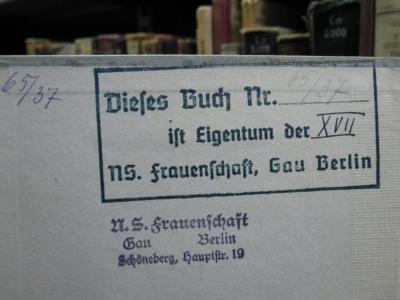 65/37
Dieses Buch Nr. 65/37
ist Eigentum der XVII
NS. Frauenschaft, Gau Berlin
N. S. Frauenschaft
Gau Berlin
Schöneberg, Hauptstr. 19